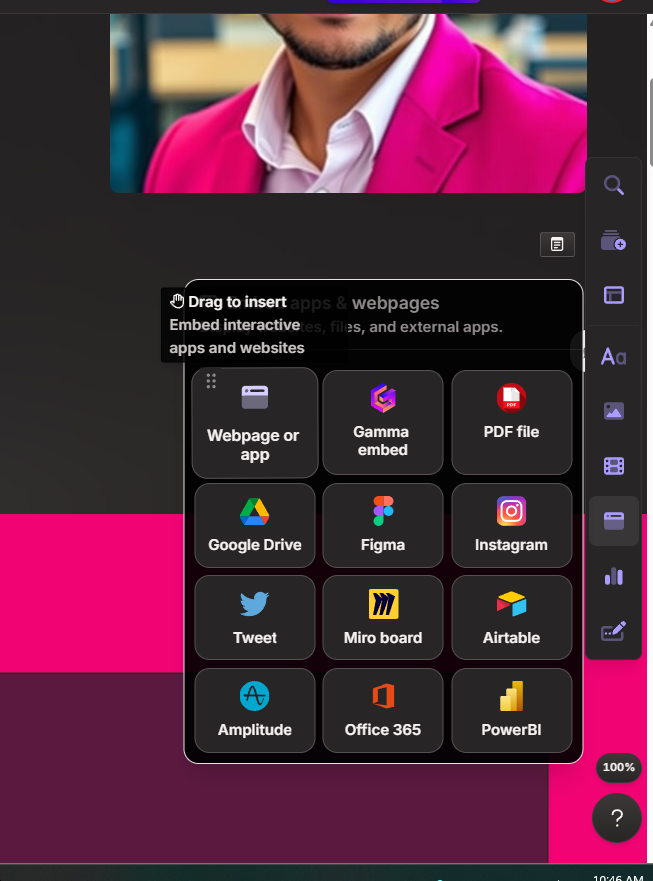 Drag to insert
apps & webpages
Embed interactive
files, and external apps.
apps and websites
Webpage or
app
Gamma
embed
PDF
PDF file
Google Drive
Figma
Instagram
Tweet
Miro board
Airtable
Amplitude
Office 365
PowerBI
Aa
100%
?
10:46 AM